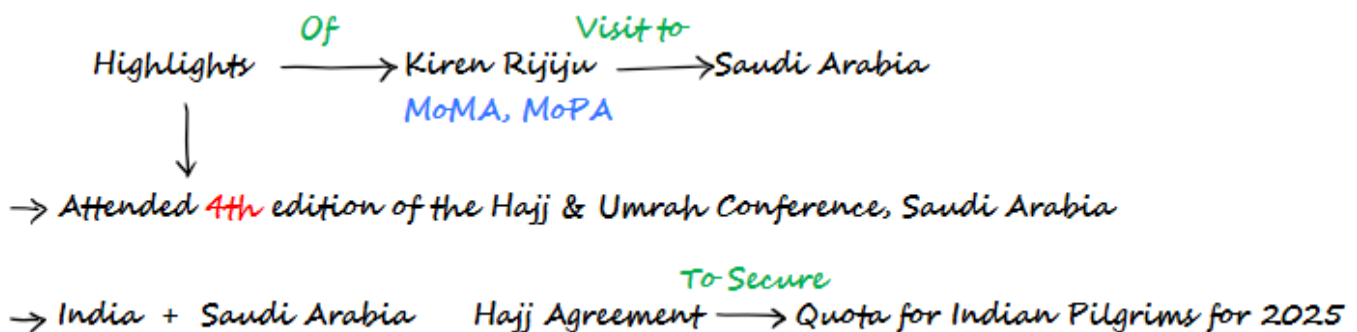 Of Visit to
Highlights → Kiren Rijiju → Saudi Arabia
MoMA, MoPA
→ Attended 4th edition of the Hajj & Umrah Conference, Saudi Arabia
To Secure
→ India + Saudi Arabia Hajj Agreement → Quota for Indian Pilgrims for 2025